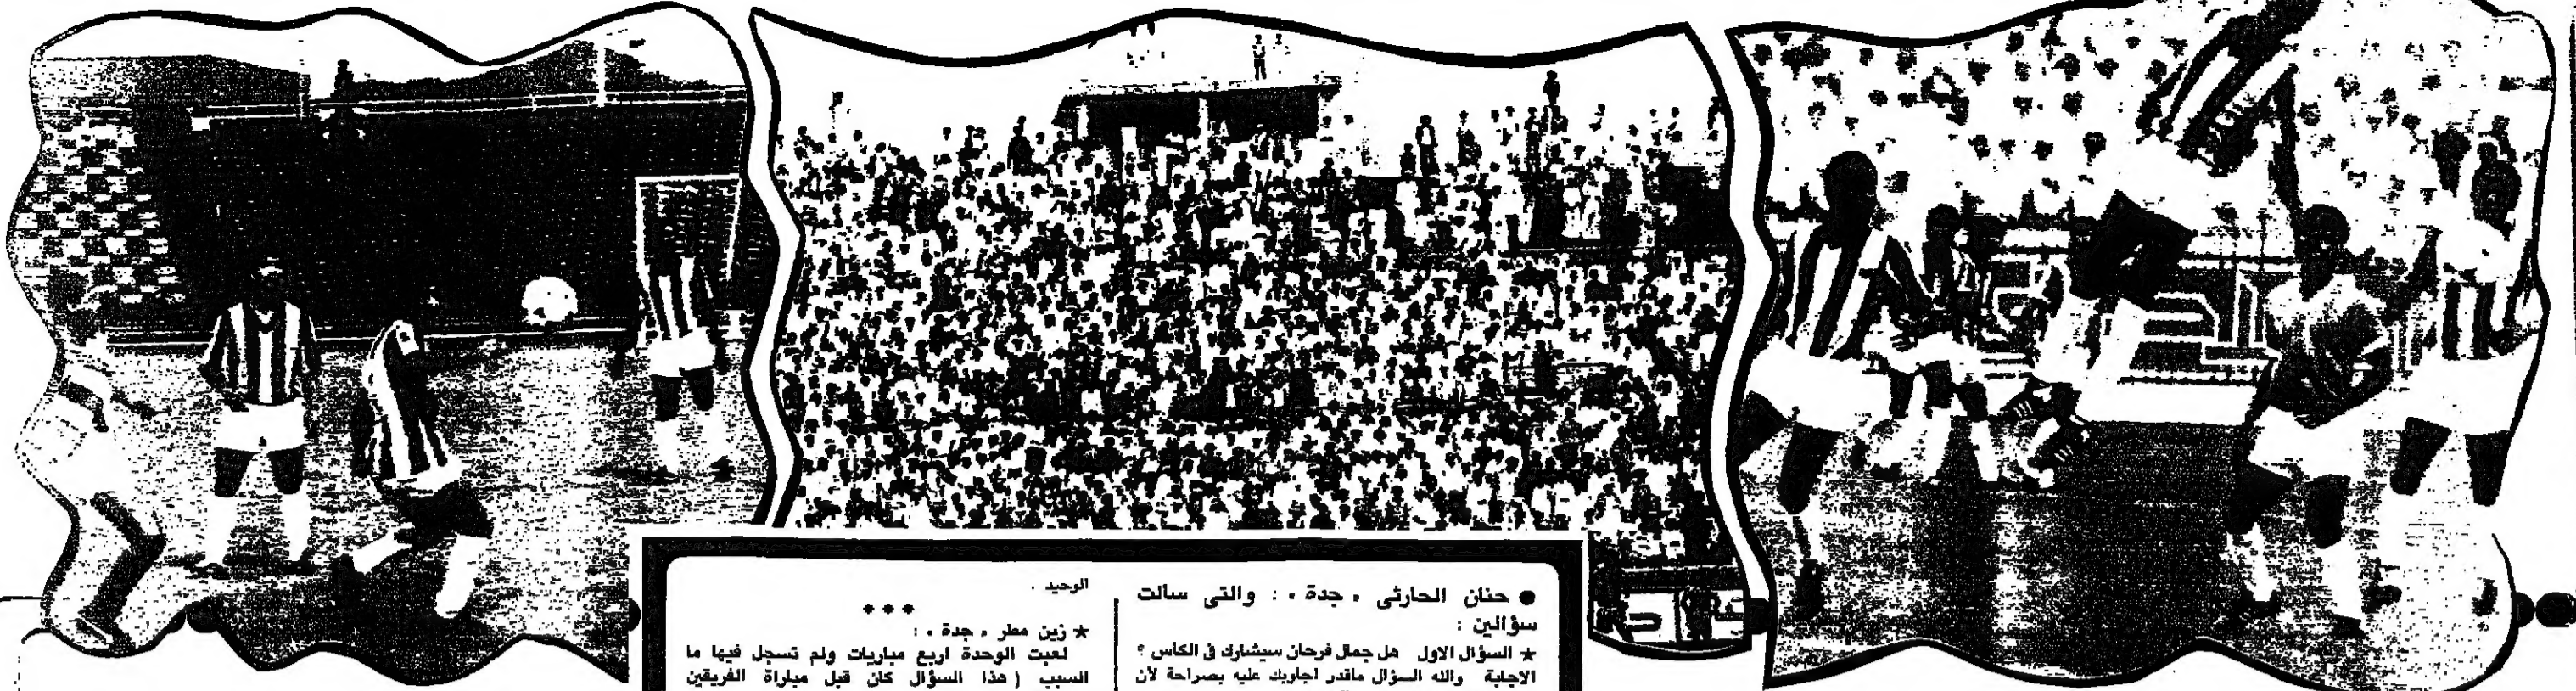 ● حنان الحارثى ، جدة ، : والتى سالت
سؤالين :
★ السؤال الاول هل جمال فرحان سيشارك فى الكاس ؟
الاجابة والله السؤال ماقدر اجاوبك عليه بصراحة لأن
الوحيد .
★ زين مطر ، جدة ، :
لعبت الوحدة اربع مباريات ولم تسجل فيها ما
السبب ( هذا السؤال كان قبل مباراة الفريقين